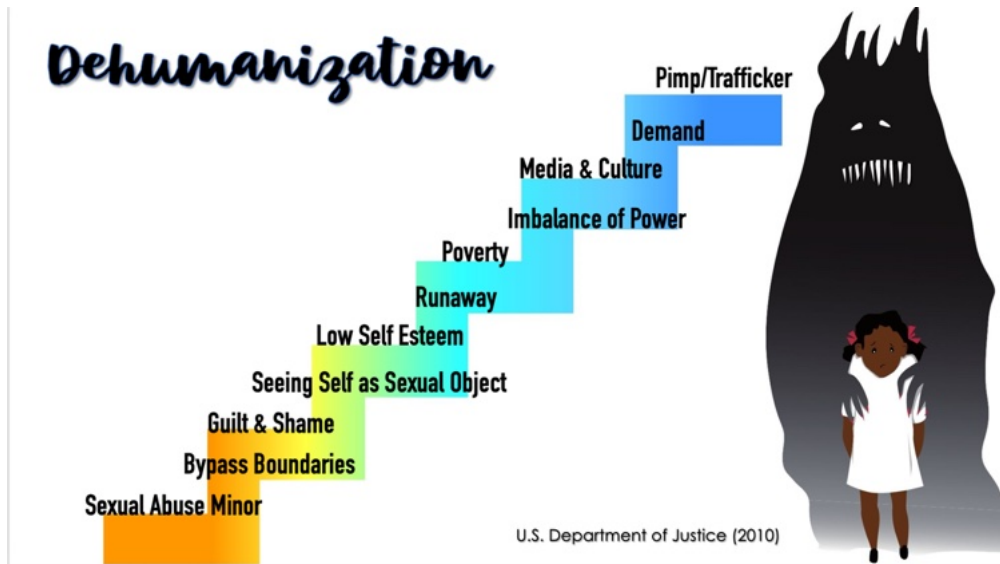 Dehumanization
Pimp/Trafficker
Demand
Media & Culture
Imbalance of Power
Poverty
Runaway
Low Self Esteem
Seeing Self as Sexual Object
Guilt & Shame
Bypass Boundaries
Sexual Abuse Minor
U.S. Department of Justice (2010)